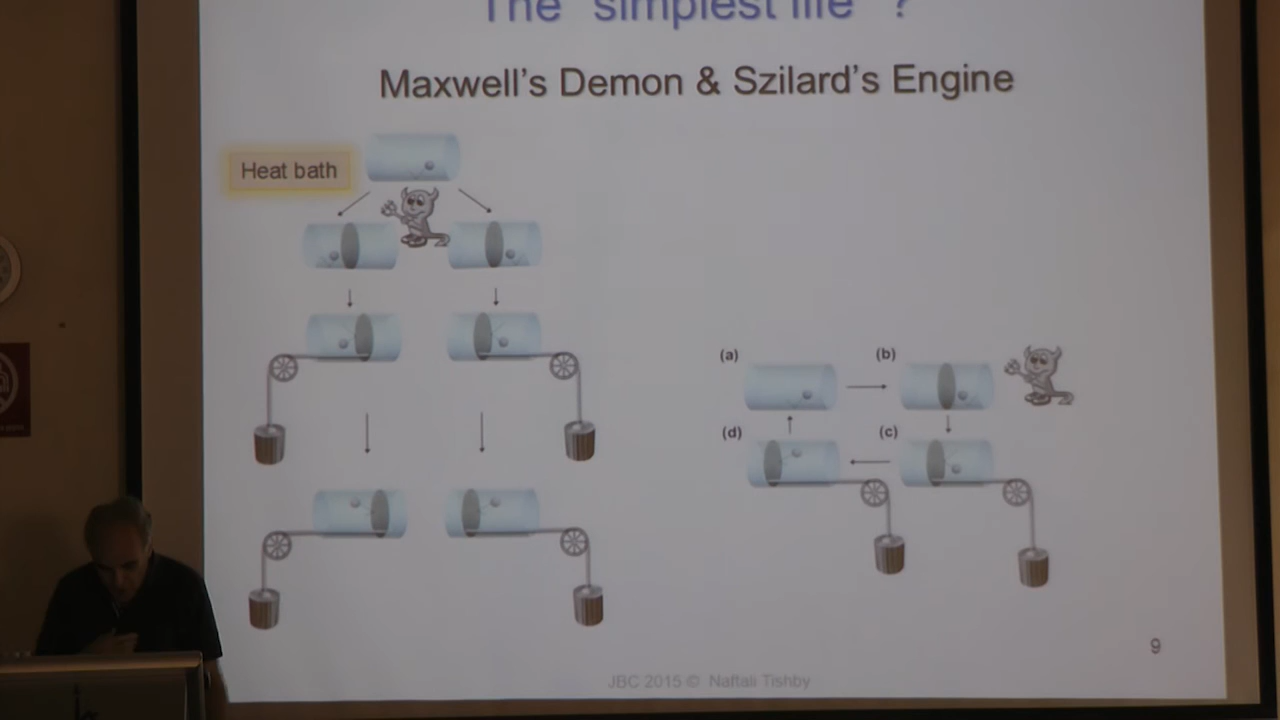 The "simplest life" ?
Maxwell's Demon & Szilard's Engine
Heat bath
(a)
(b)
(d)
(c)
9
JBC 2015 © Naftali Tishby